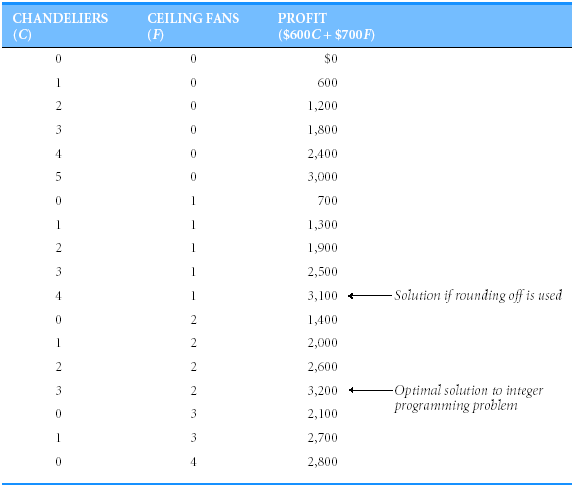 CHANDELIERS CEILING FANS PROFIT
(C) (F) ($600C + $700F)
0 0 $0
1 0 600
2 0 1,200
3 0 1,800
4 0 2,400
5 0 3,000
0 1 700
1 1 1,300
2 1 1,900
3 1 2,500
4 1 3,100 Solution if rounding off is used
0 2 1,400
1 2 2,000
2 2 2,600
3 2 3,200 Optimal solution to integer
programming problem
0 3 2,100
1 3 2,700
0 4 2,800